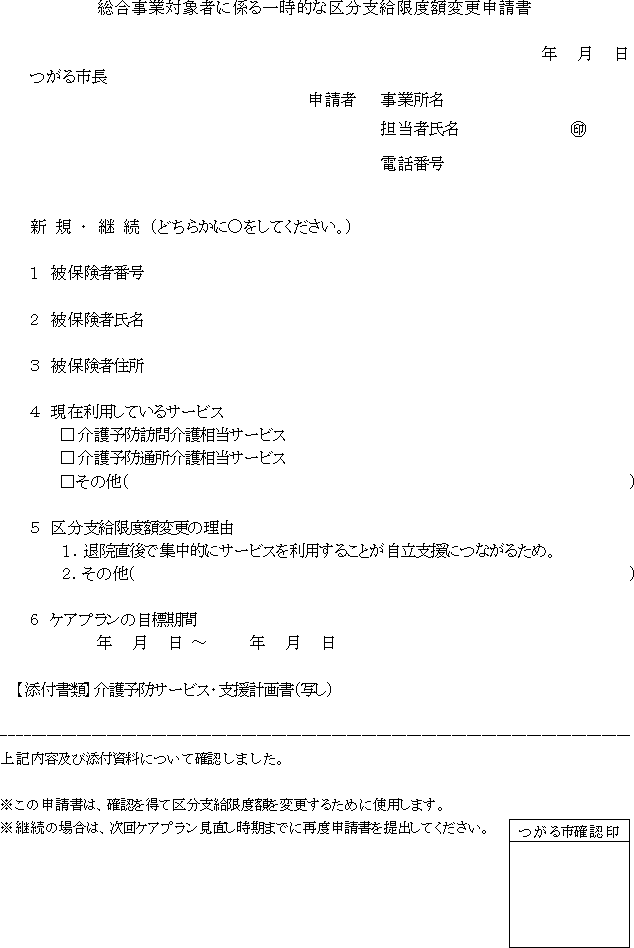 総合事業対象者に係る一時的な区分支給限度額変更申請書
年　月　日
つがる市長
申請者　事業所名
担当者氏名　㊞
電話番号
新 規 ・ 継 続 （どちらかに○をしてください。）
１　被保険者番号
２　被保険者氏名
３　被保険者住所
４　現在利用しているサービス
□介護予防訪問介護相当サービス
□介護予防通所介護相当サービス
□その他（　　　）
５　区分支給限度額変更の理由
１．退院直後で集中的にサービスを利用することが自立支援につながるため。
２．その他（　　　）
６　ケアプランの目標期間
年　月　日 ～　　年　月　日
【添付書類】介護予防サービス・支援計画書（写し）
上記内容及び添付資料について確認しました。
※この申請書は、確認を得て区分支給限度額を変更するために使用します。
※継続の場合は、次回ケアプラン見直し時期までに再度申請書を提出してください。
つがる市確認印